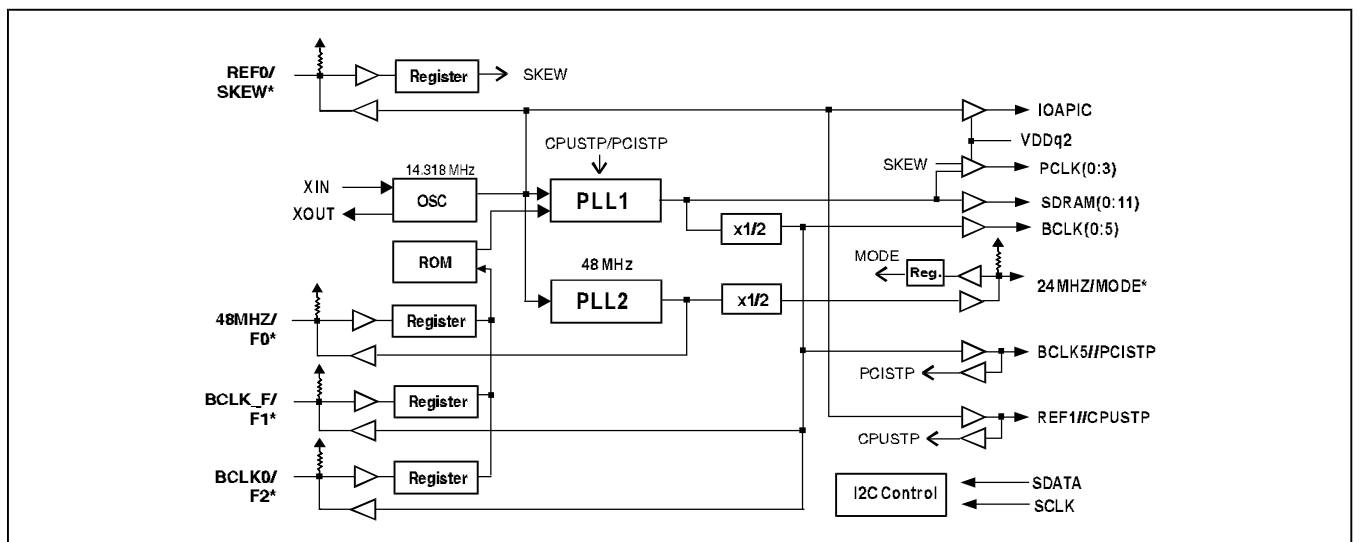 REF0/
SKEW*
Register
SKEW
IOAPIC
VDDq2
CPUSTP/PCISTP
SKEW
PCLK(0:3)
14.318 MHz
XIN
XOUT
OSC
PLL1
SDRAM(0:11)
x1/2
BCLK(0:5)
ROM
48 MHz
MODE
Reg.
24MHZ/MODE*
PLL2
x1/2
48MHZ/
F0*
Register
BCLK5//PCISTP
PCISTP
BCLK_F/
F1*
Register
REF1//CPUSTP
CPUSTP
BCLK0/
F2*
Register
I2C Control
SDATA
SCLK